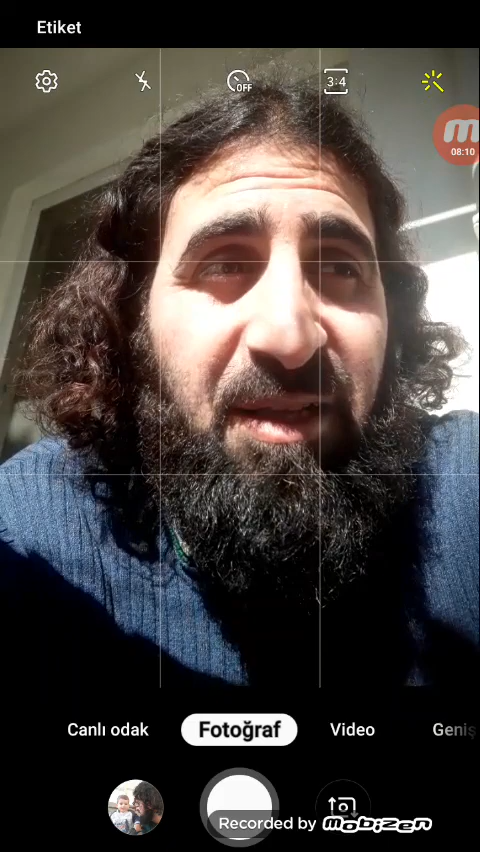 Etiket
OFF
3:4
m
08:10
Canlı odak
Fotoğraf
Video
Geniş
Recorded by mobizen